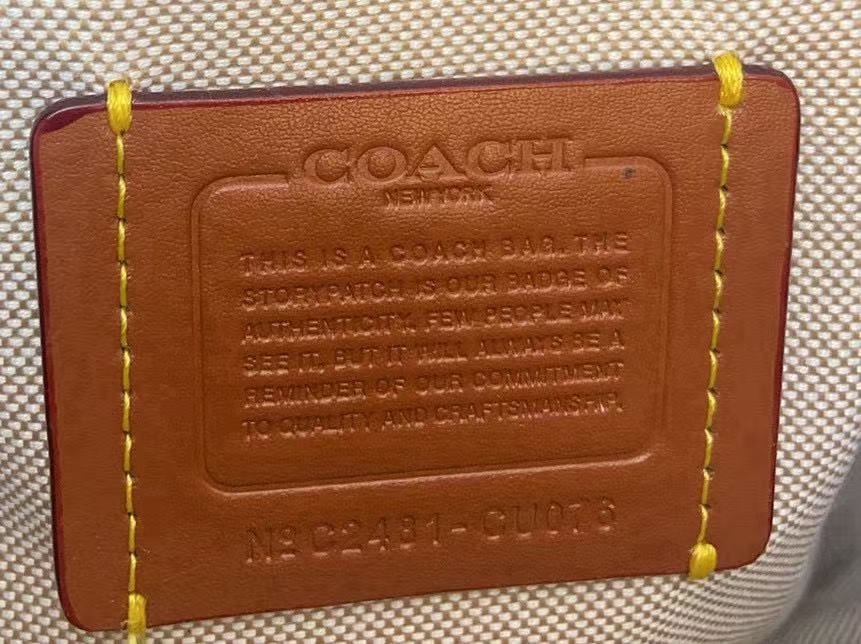 COACH
NEW YORK
THIS IS A COACH BAG. THE
STORYPATCH IS OUR BADGE OF
AUTHENTICITY. FEW PEOPLE MAY
SEE IT, BUT IT WILL ALWAYS BE A
REMINDER OF OUR COMMITMENT
TO QUALITY AND CRAFTSMANSHIP.
Nº C2481-CU078